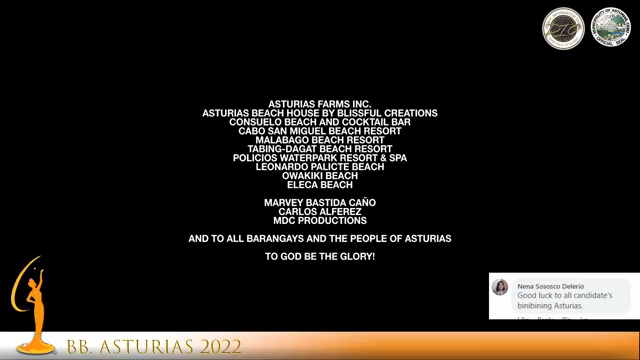 ASTURIAS FARMS INC.
ASTURIAS BEACH HOUSE BY BLISSFUL CREATIONS
CONSUELO BEACH AND COCKTAIL BAR
CABO SAN MIGUEL BEACH RESORT
MALABAGO BEACH RESORT
TABING-DAGAT BEACH RESORT
POLICIOS WATERPARK RESORT & SPA
LEONARDO PALICTE BEACH
OWAKIKI BEACH
ELECA BEACH
MARVEY BASTIDA CAÑO
CARLOS ALFEREZ
MDC PRODUCTIONS
AND TO ALL BARANGAYS AND THE PEOPLE OF ASTURIAS
TO GOD BE THE GLORY!
Nena Sososco Delerio
Good luck to all candidate's
binibining Asturias.
BB. ASTURIAS 2022